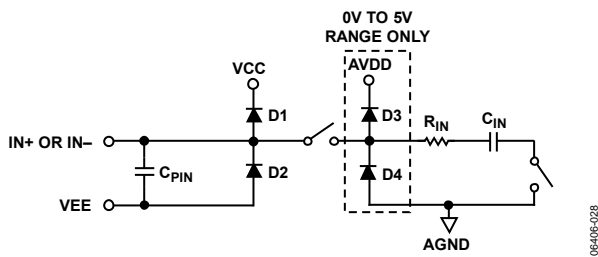 0V TO 5V
RANGE ONLY
VCC
AVDD
D1
D3
RIN
CIN
IN+ OR IN–
CPIN
D2
D4
VEE
AGND
06406-028